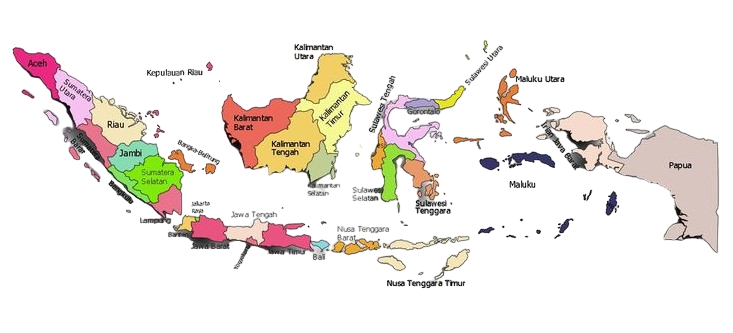 Aceh
Sumatera
Utara
Kepulauan Riau
Riau
Sumatera
Barat
Jambi
Bangka-Belitung
Sumatera
Selatan
Bengkulu
Lampung
Kalimantan
Utara
Kalimantan
Barat
Kalimantan
Timur
Kalimantan
Tengah
Kalimantan
Selatan
Sulawesi Tengah
Gorontalo
Sulawesi Utara
Sulawesi
Selatan
Sulawesi
Tenggara
Maluku Utara
Maluku
Papua
Jakarta
Raya
Banten
Jawa Barat
Jawa Tengah
Yogyakarta
Jawa Timur
Bali
Nusa Tenggara
Barat
Nusa Tenggara Timur